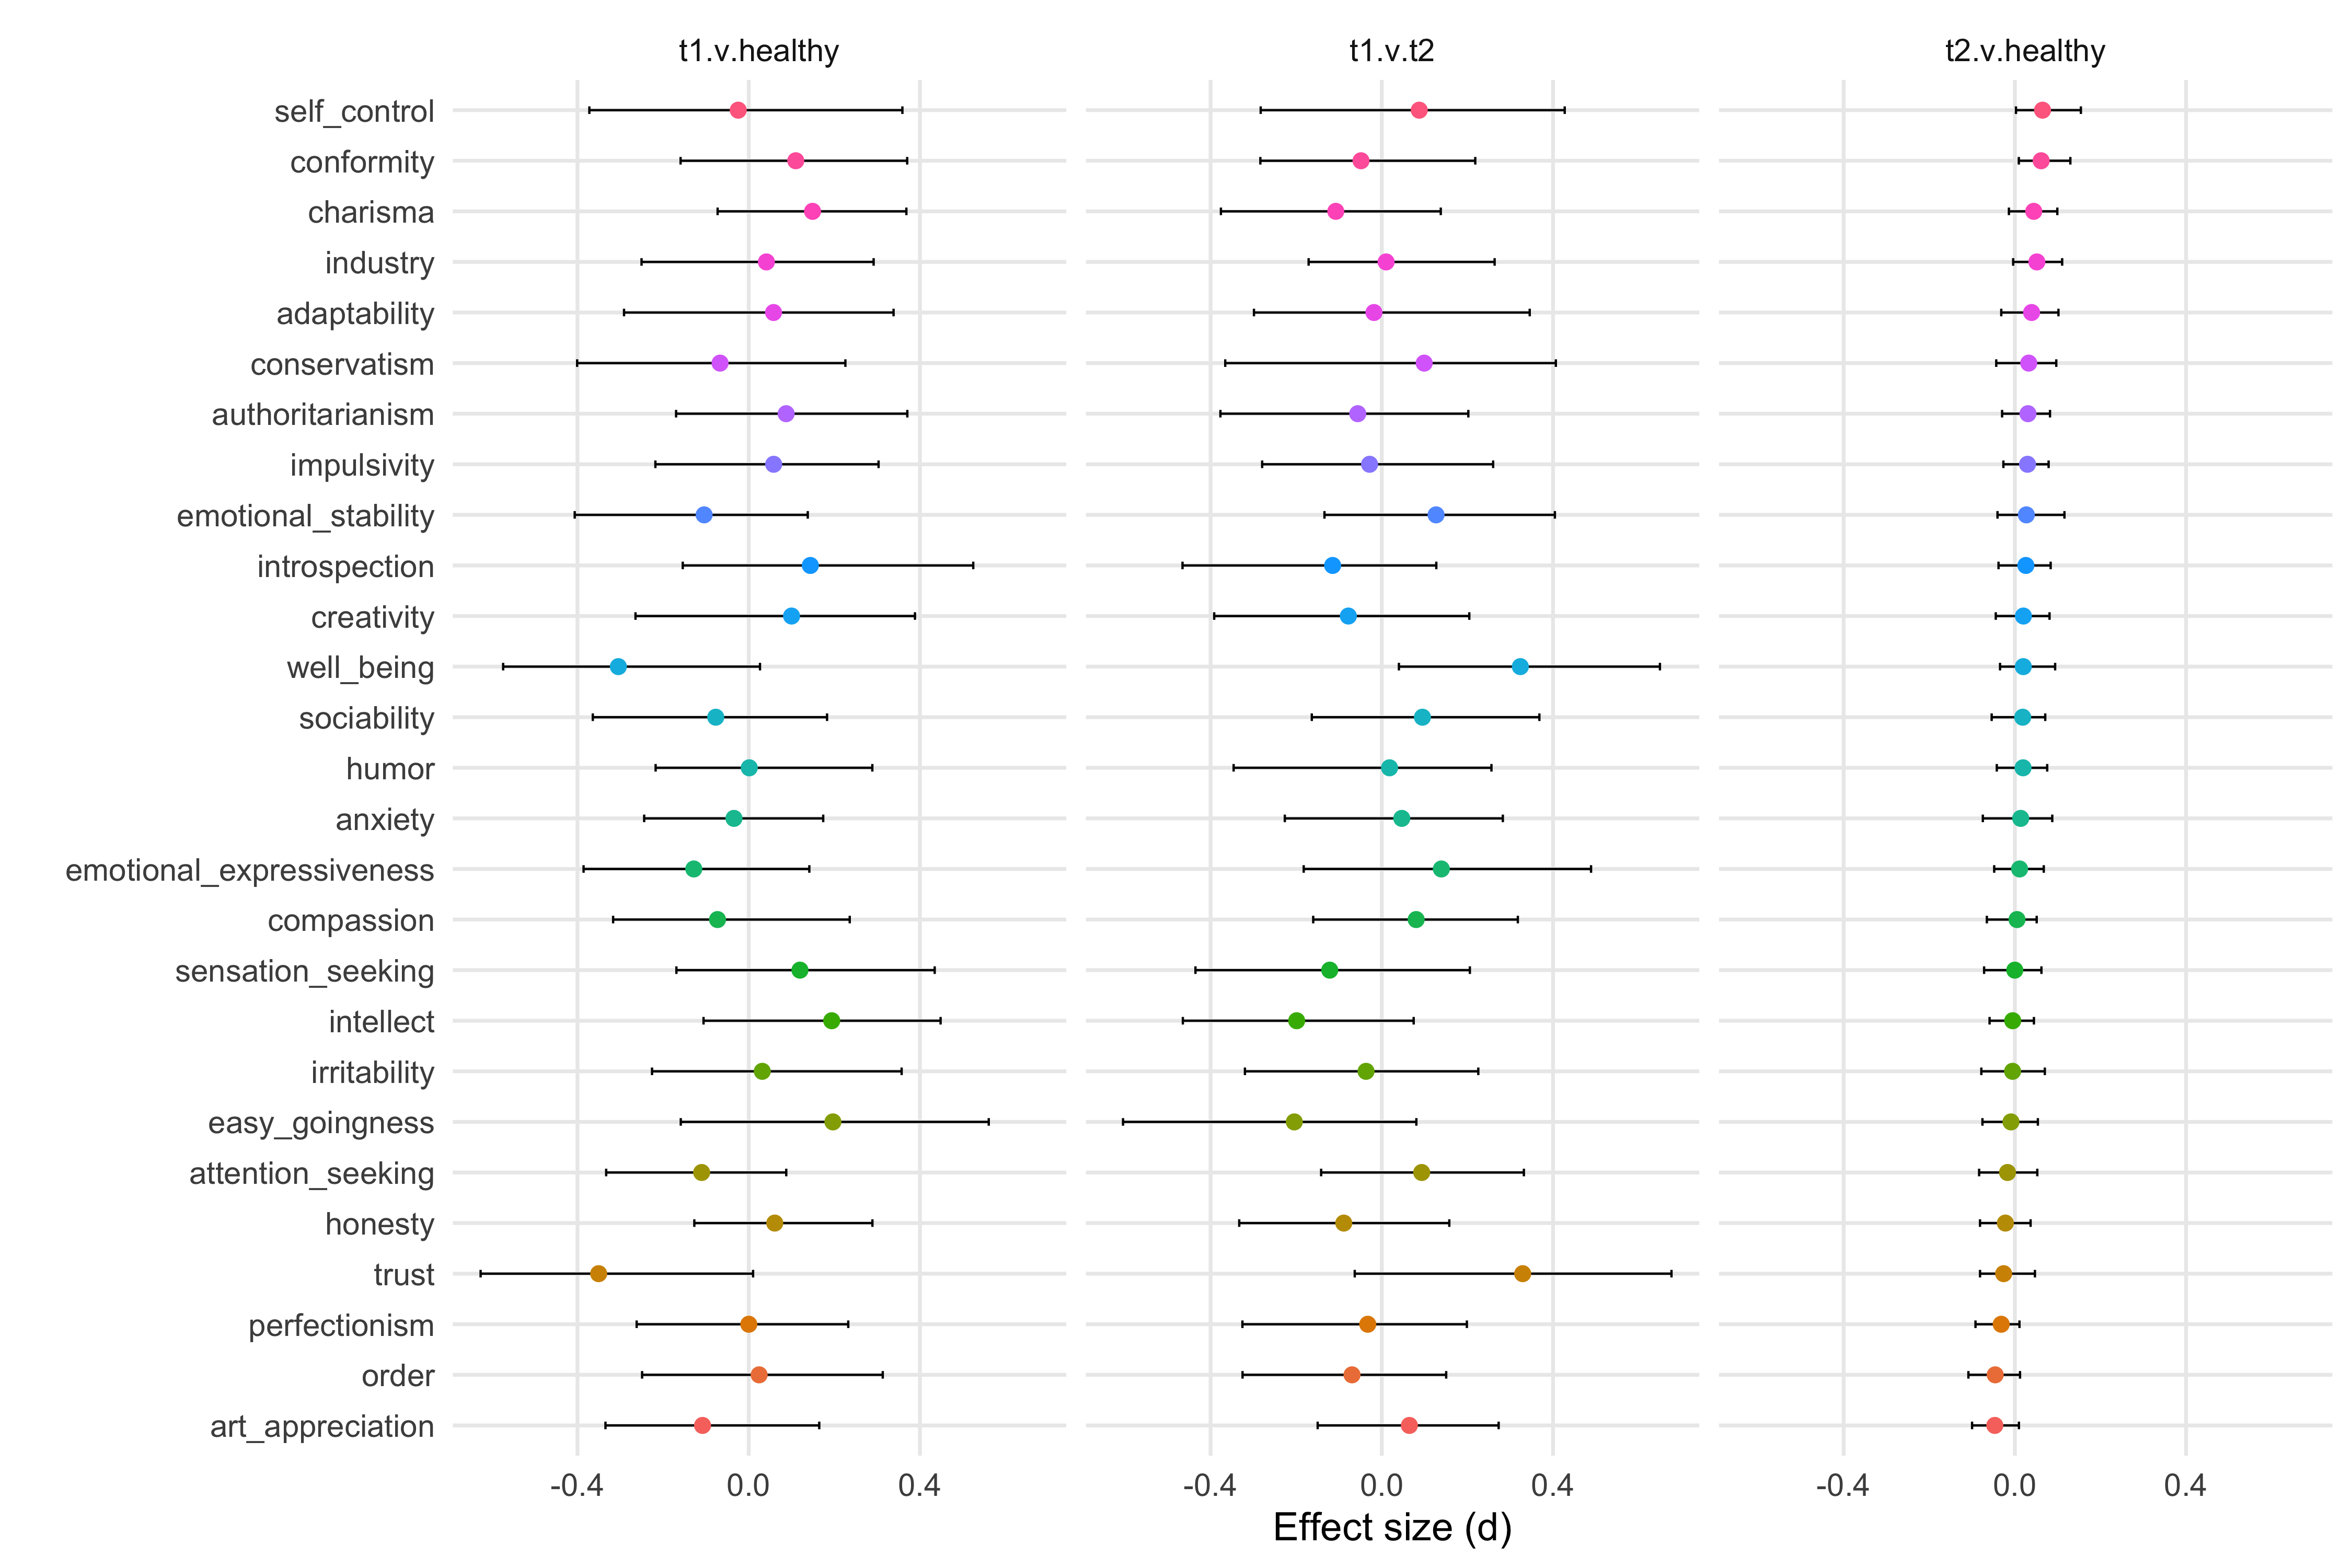 t1.v.healthy t1.v.t2 t2.v.healthy
self_control
conformity
charisma
industry
adaptability
conservatism
authoritarianism
impulsivity
emotional_stability
introspection
creativity
well_being
sociability
humor
anxiety
emotional_expressiveness
compassion
sensation_seeking
intellect
irritability
easy_goingness
attention_seeking
honesty
trust
perfectionism
order
art_appreciation
-0.4 0.0 0.4 -0.4 0.0 0.4 -0.4 0.0 0.4
Effect size (d)